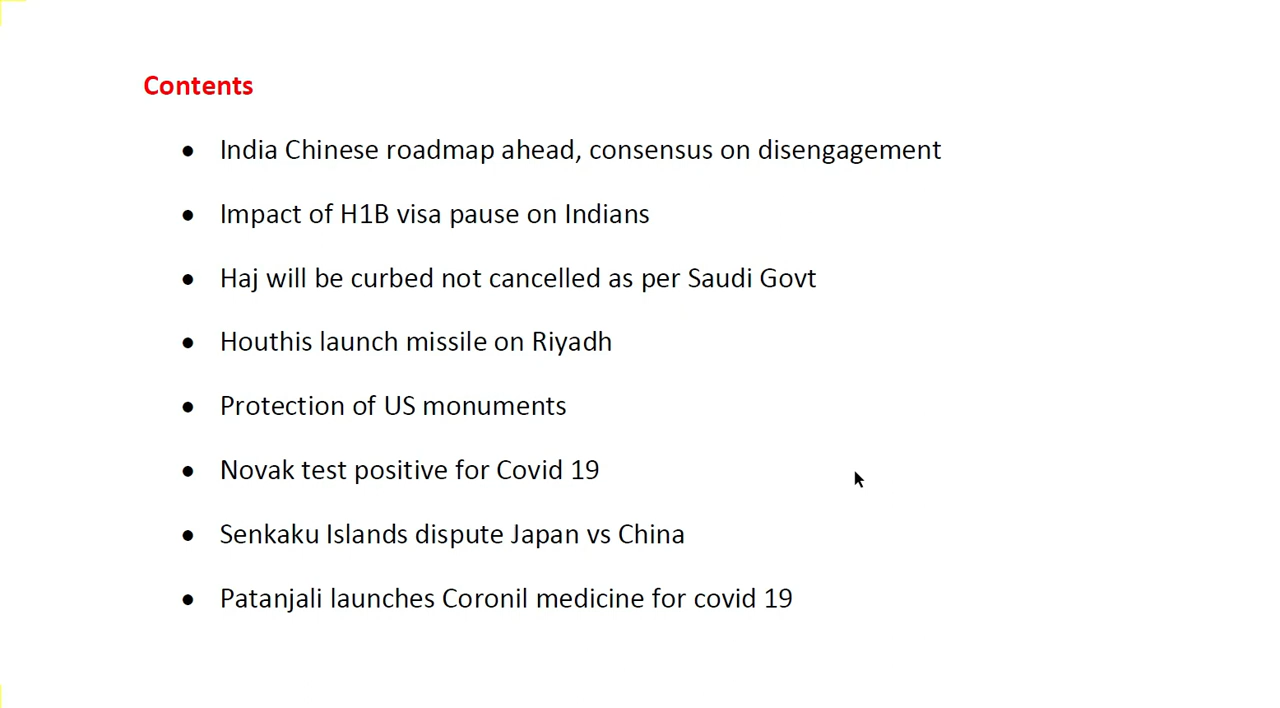 Contents
● India Chinese roadmap ahead, consensus on disengagement
● Impact of H1B visa pause on Indians
● Haj will be curbed not cancelled as per Saudi Govt
● Houthis launch missile on Riyadh
● Protection of US monuments
● Novak test positive for Covid 19
● Senkaku Islands dispute Japan vs China
● Patanjali launches Coronil medicine for covid 19